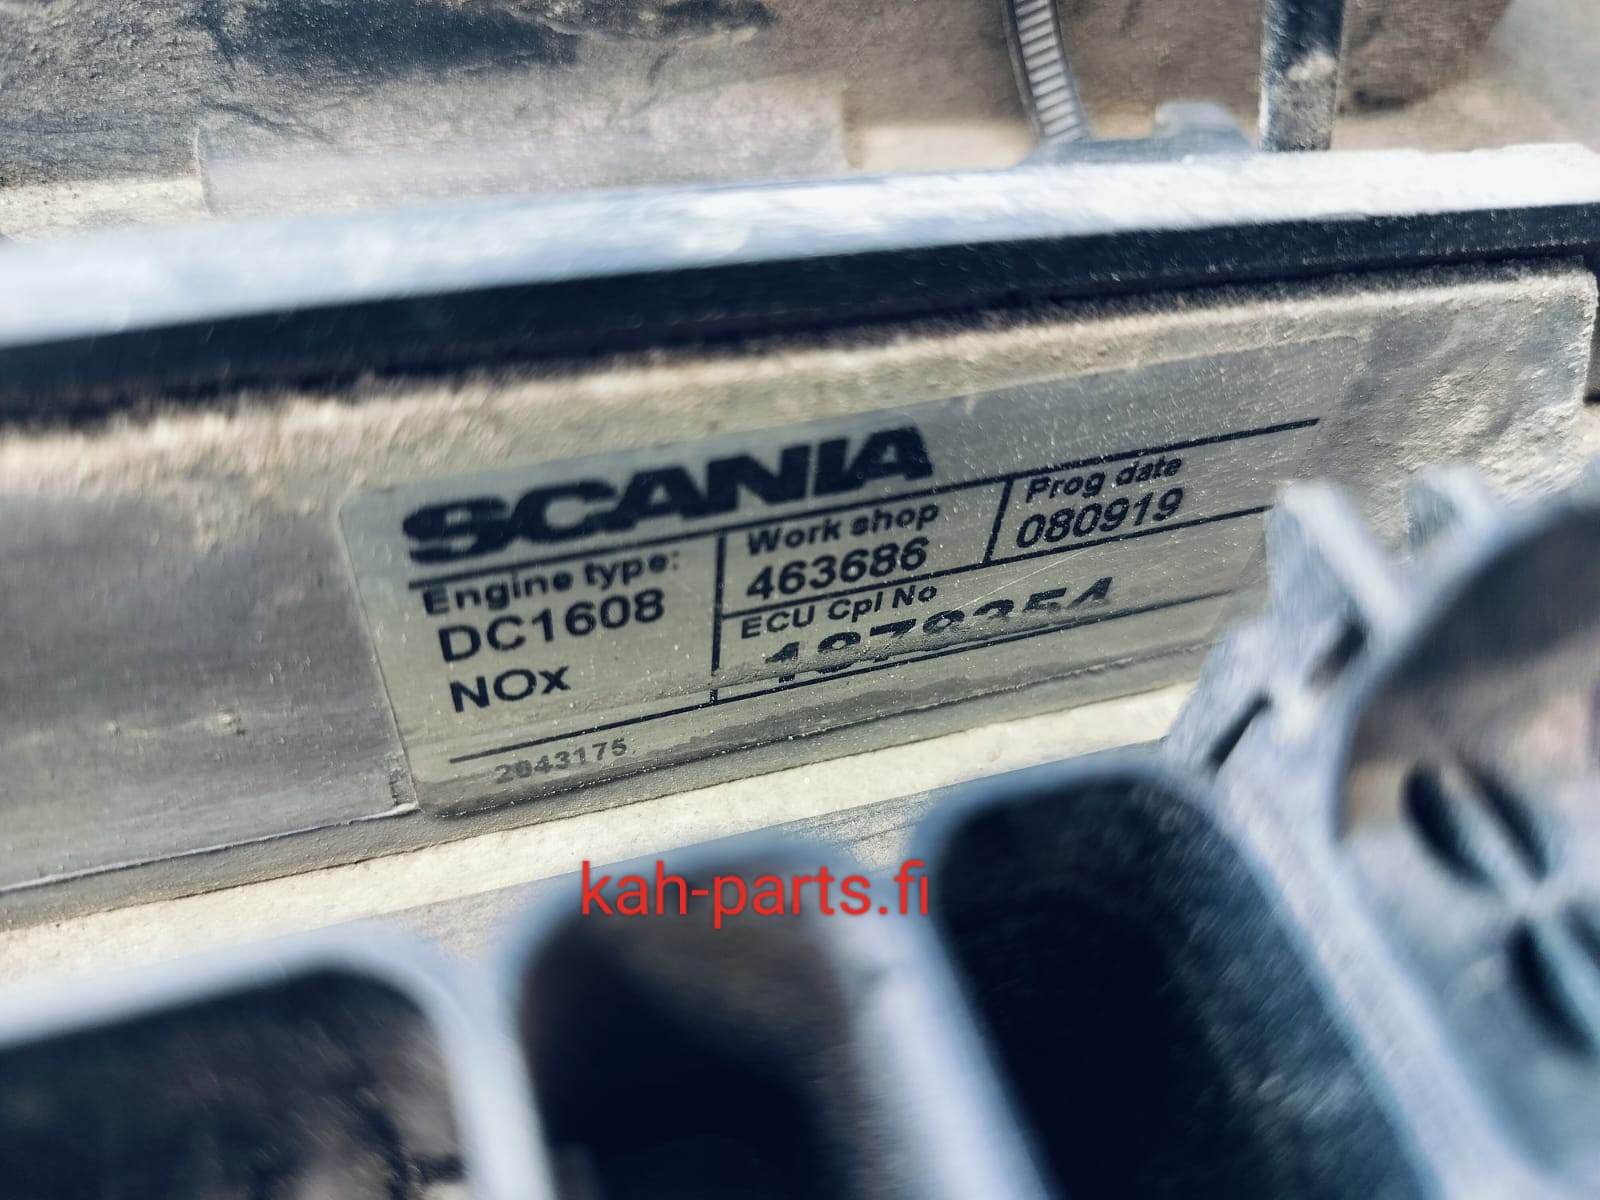 SCANIA
Engine type:
DC1608
NOx
Work shop
463686
Prog date
080919
ECU Cpl No
2043175
kah-parts.fi